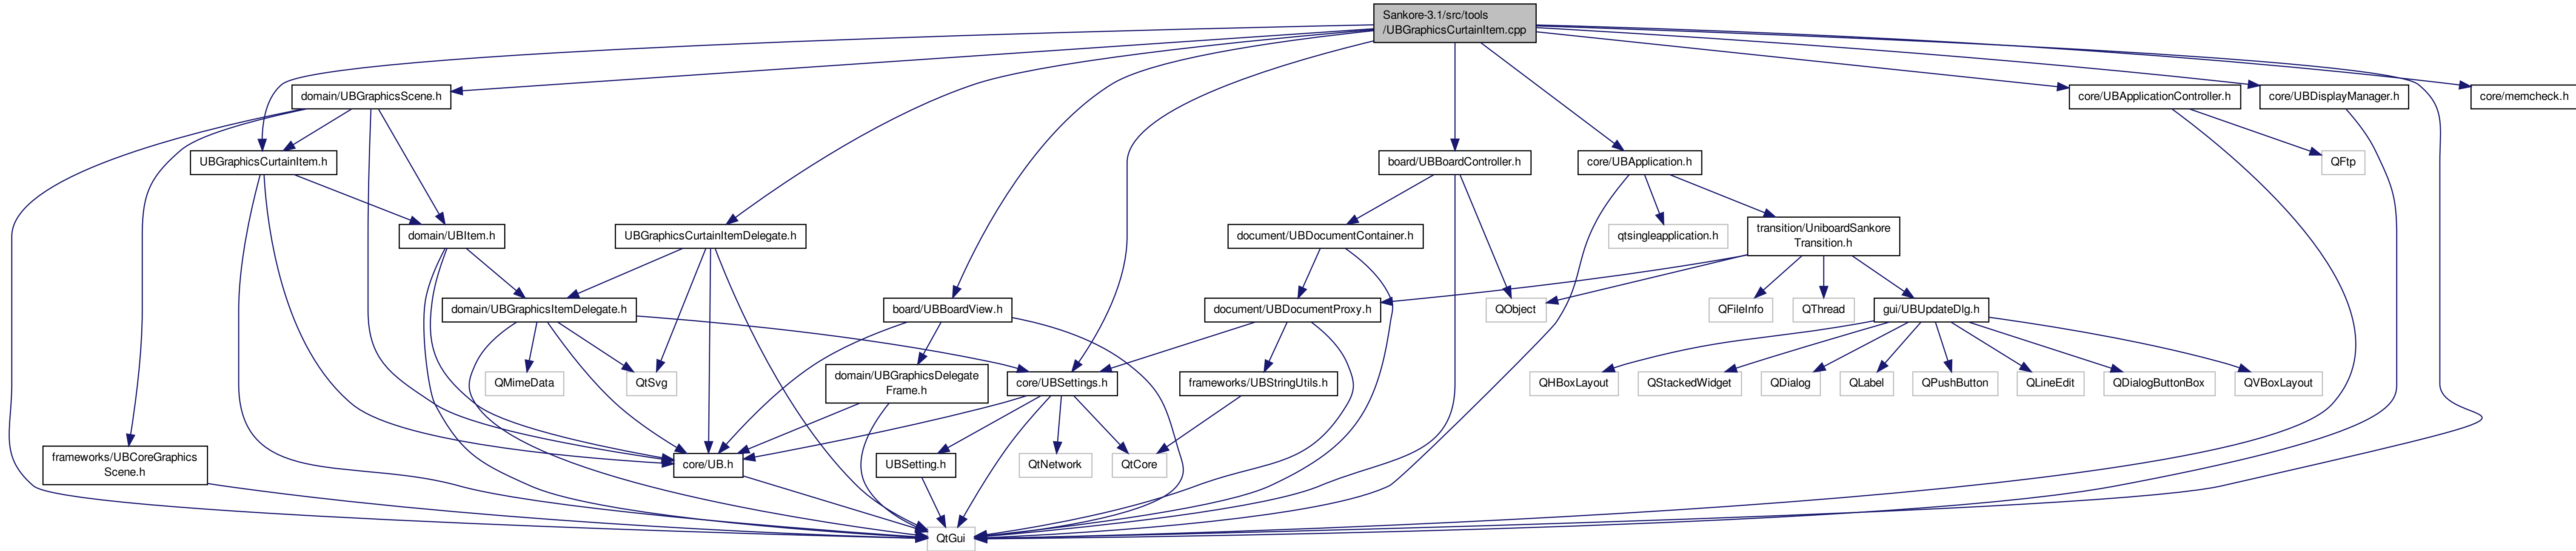 Sankore-3.1/src/tools
/UBGraphicsCurtainItem.cpp
domain/UBGraphicsScene.h
core/UBApplicationController.h
core/UBDisplayManager.h
core/memcheck.h
UBGraphicsCurtainItem.h
board/UBBoardController.h
core/UBApplication.h
QFtp
domain/UBItem.h
UBGraphicsCurtainItemDelegate.h
document/UBDocumentContainer.h
qtsingleapplication.h
transition/UniboardSankore
Transition.h
domain/UBGraphicsItemDelegate.h
board/UBBoardView.h
document/UBDocumentProxy.h
QObject
QFileInfo
QThread
gui/UBUpdateDlg.h
QMimeData
QtSvg
domain/UBGraphicsDelegate
Frame.h
core/UBSettings.h
frameworks/UBStringUtils.h
QHBoxLayout
QStackedWidget
QDialog
QLabel
QPushButton
QLineEdit
QDialogButtonBox
QVBoxLayout
frameworks/UBCoreGraphics
Scene.h
core/UB.h
UBSetting.h
QtNetwork
QtCore
QtGui